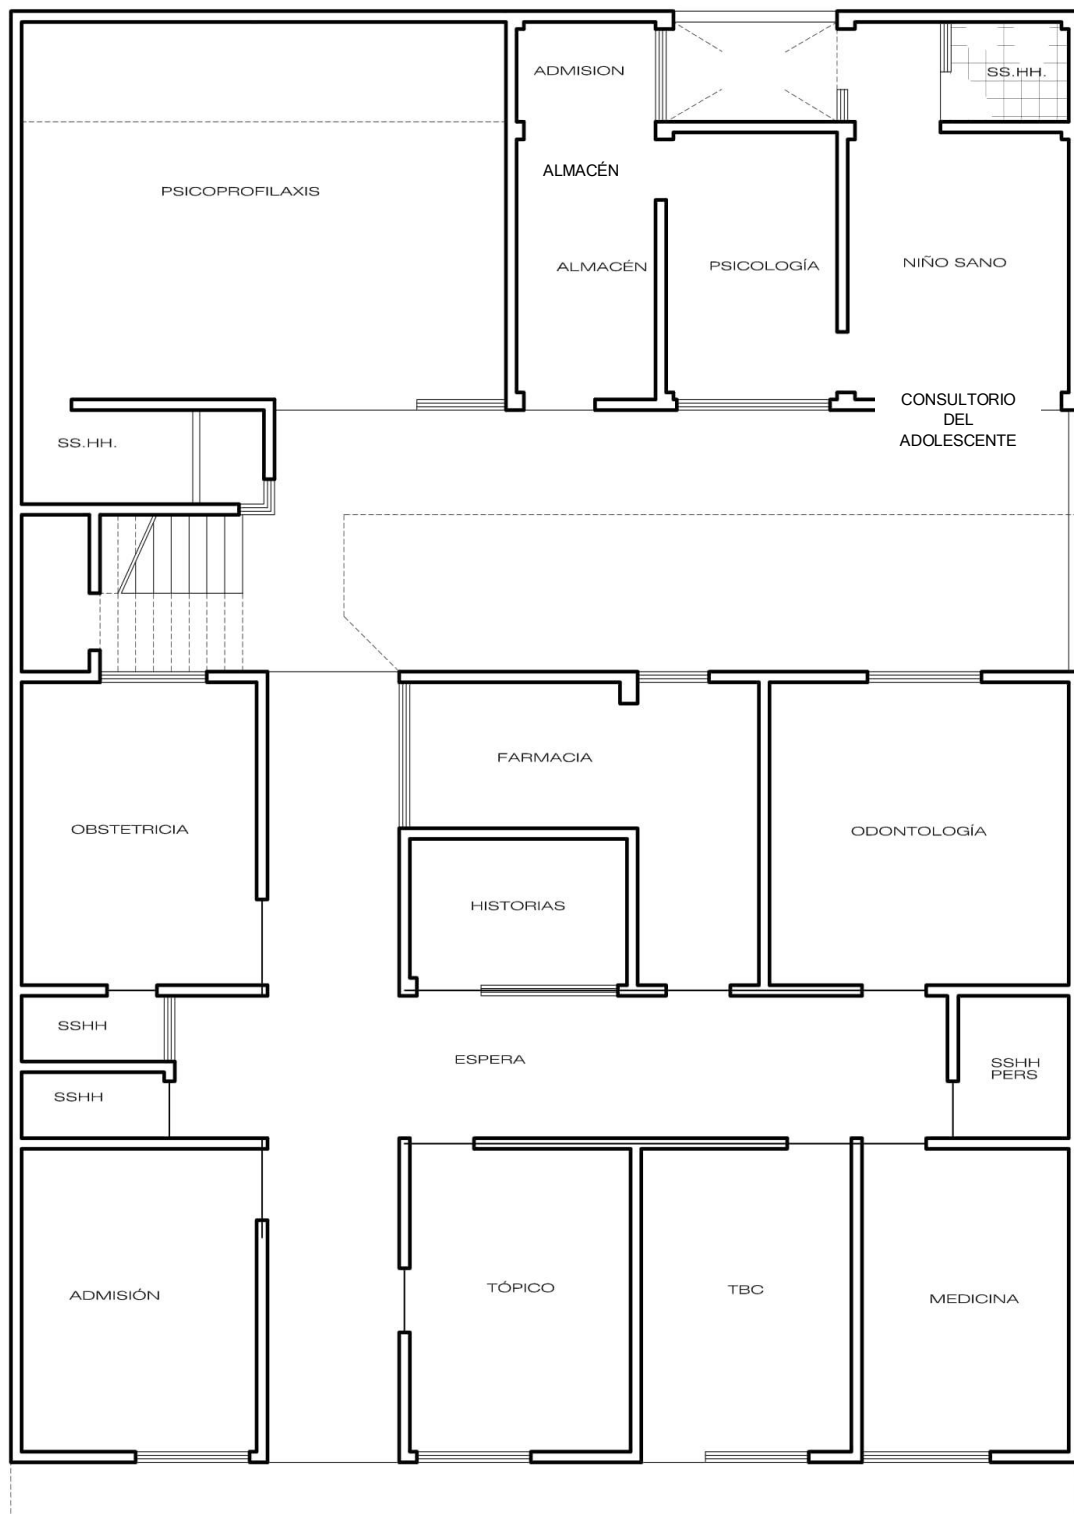 ADMISION
SS.HH.
ALMACÉN
PSICOPROFILAXIS
ALMACÉN
PSICOLOGÍA
NIÑO SANO
CONSULTORIO
DEL
ADOLESCENTE
SS.HH.
FARMACIA
OBSTETRICIA
ODONTOLOGÍA
HISTORIAS
SSHH
ESPERA
SSHH
PERS
SSHH
ADMISIÓN
TÓPICO
TBC
MEDICINA